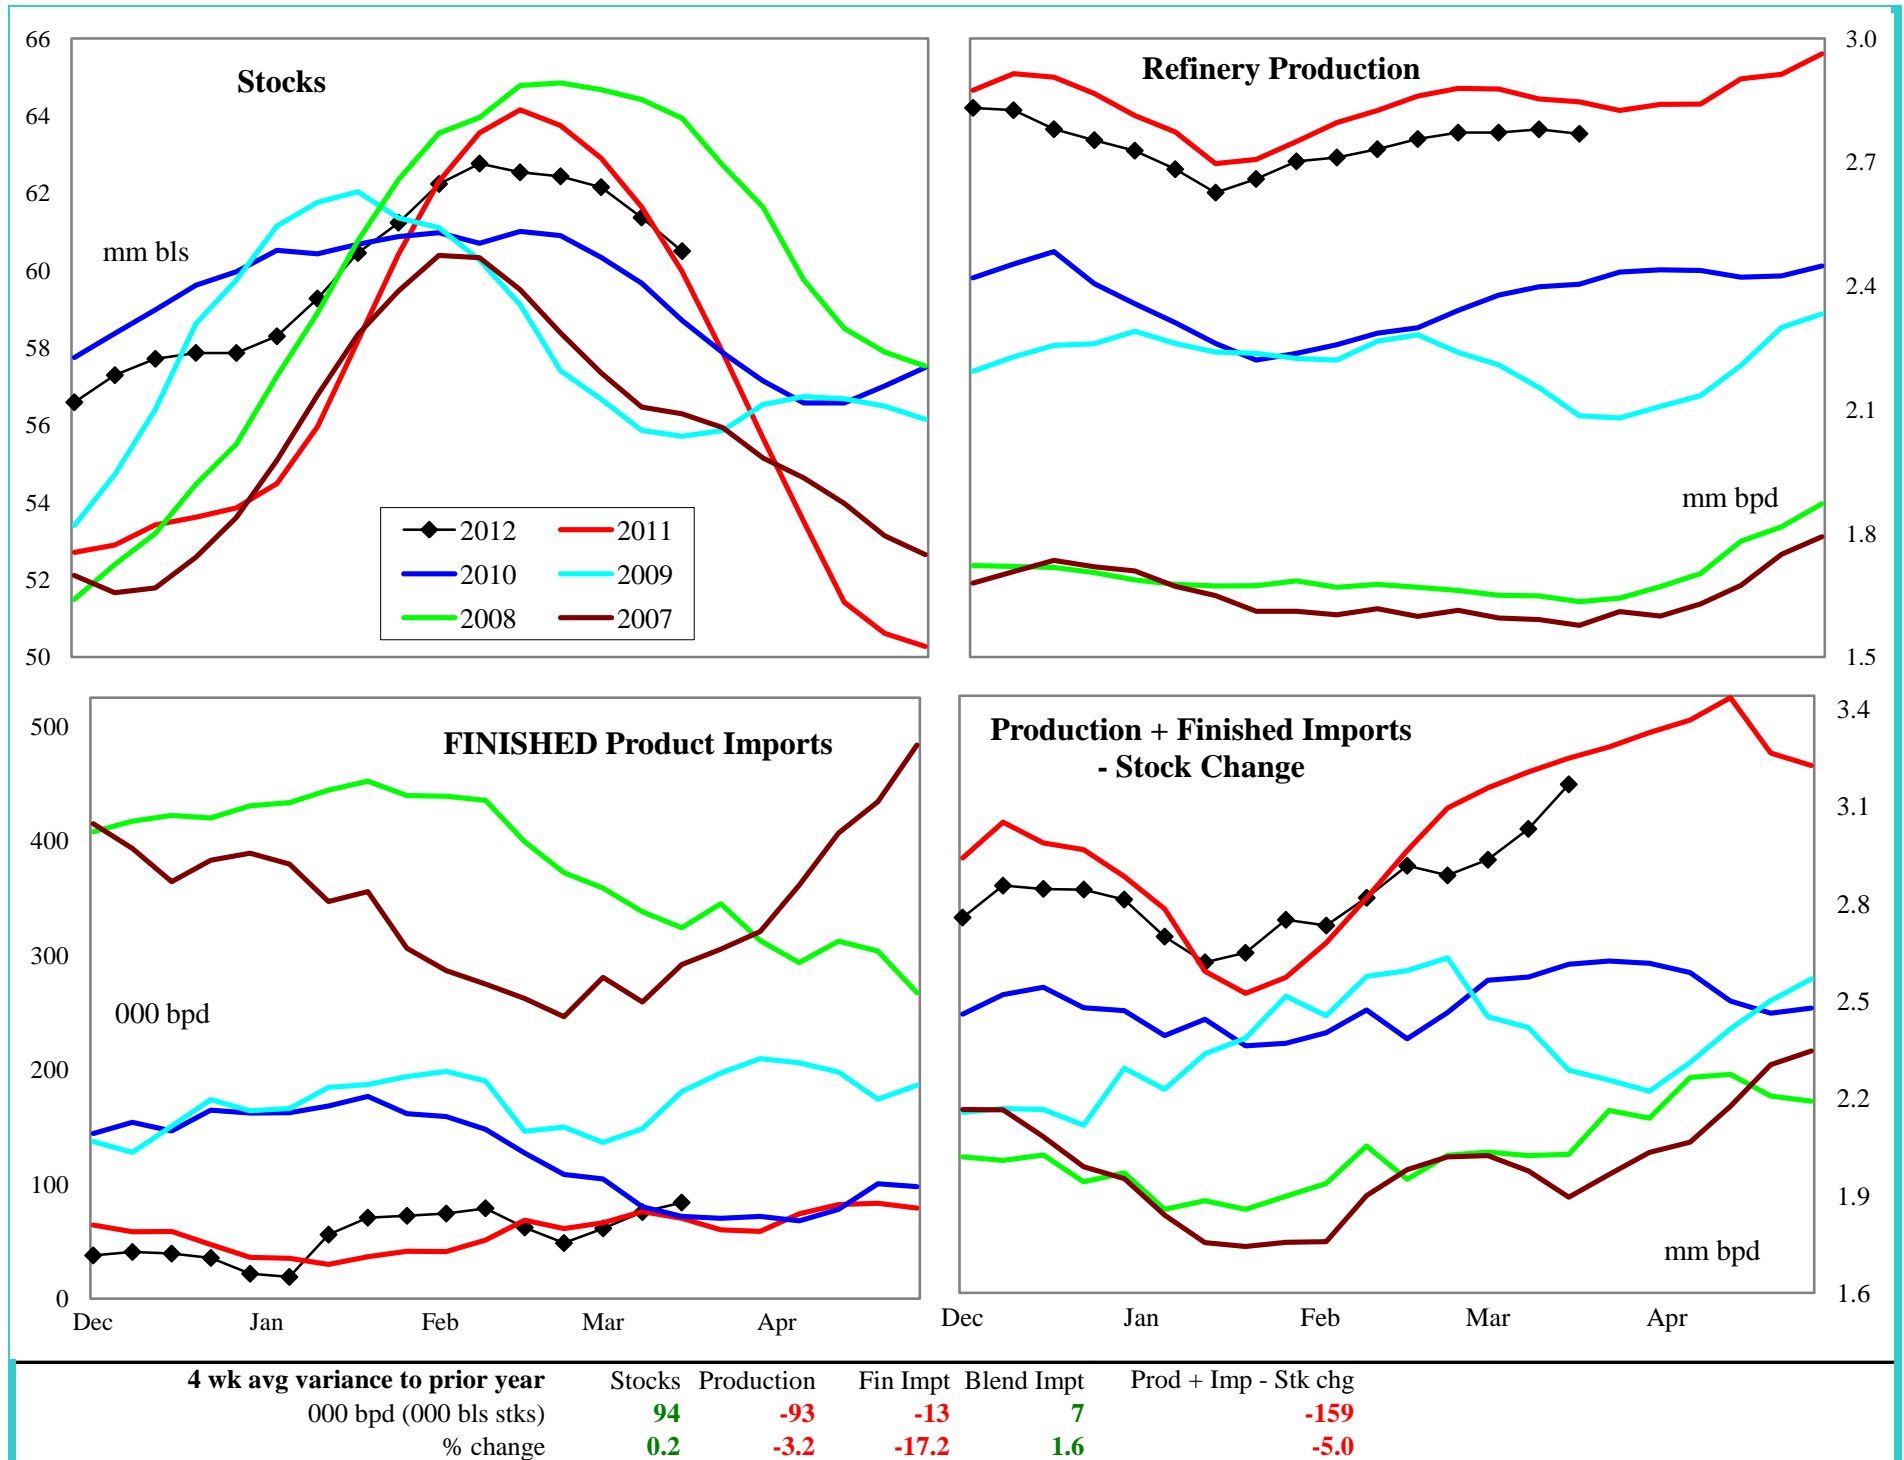 Stocks
66
64
62
60
58
56
54
52
50
mm bls
2012 2011
2010 2009
2008 2007
Refinery Production
3.0
2.7
2.4
2.1
1.8
1.5
mm bpd
FINISHED Product Imports
500
400
300
200
100
0
000 bpd
Dec Jan Feb Mar Apr
Production + Finished Imports
- Stock Change
3.4
3.1
2.8
2.5
2.2
1.9
1.6
mm bpd
Dec Jan Feb Mar Apr
4 wk avg variance to prior year Stocks Production Fin Impt Blend Impt Prod + Imp - Stk chg
000 bpd (000 bls stks) 94 -93 -13 7 -159
% change 0.2 -3.2 -17.2 1.6 -5.0